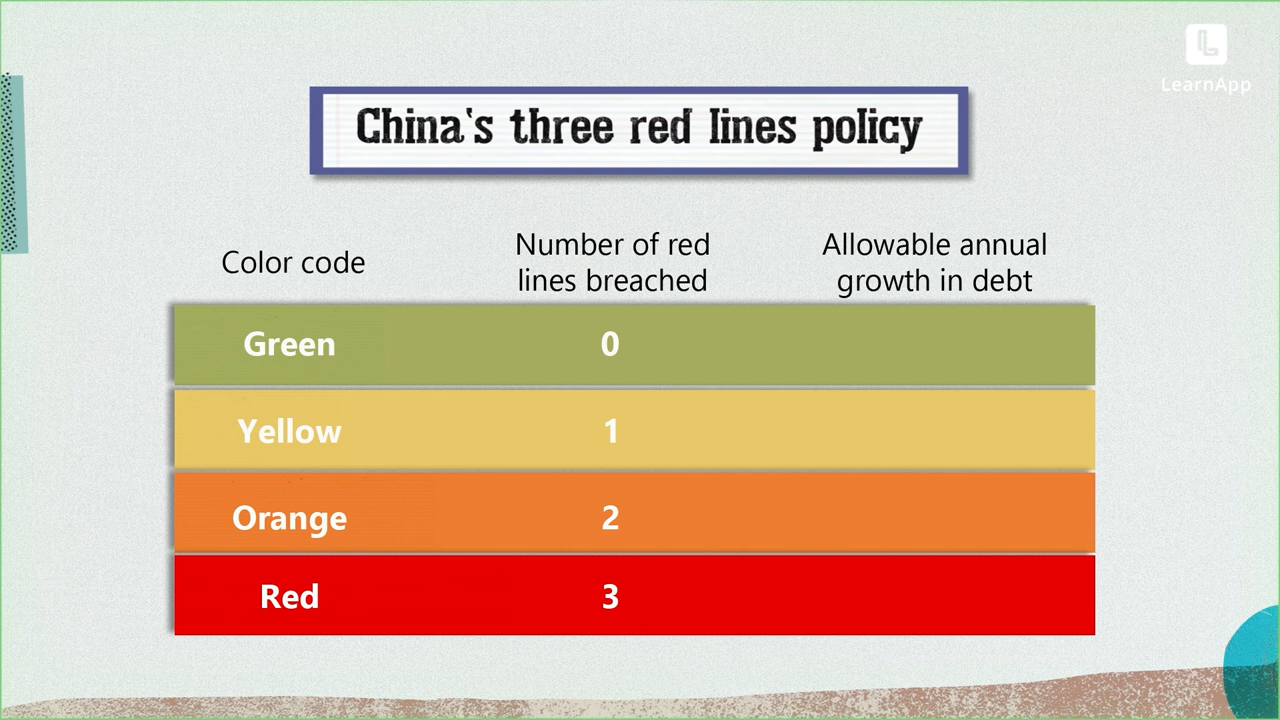 LearnApp
China's three red lines policy
Color code
Number of red
lines breached
Allowable annual
growth in debt
Green 0
Yellow 1
Orange 2
Red 3